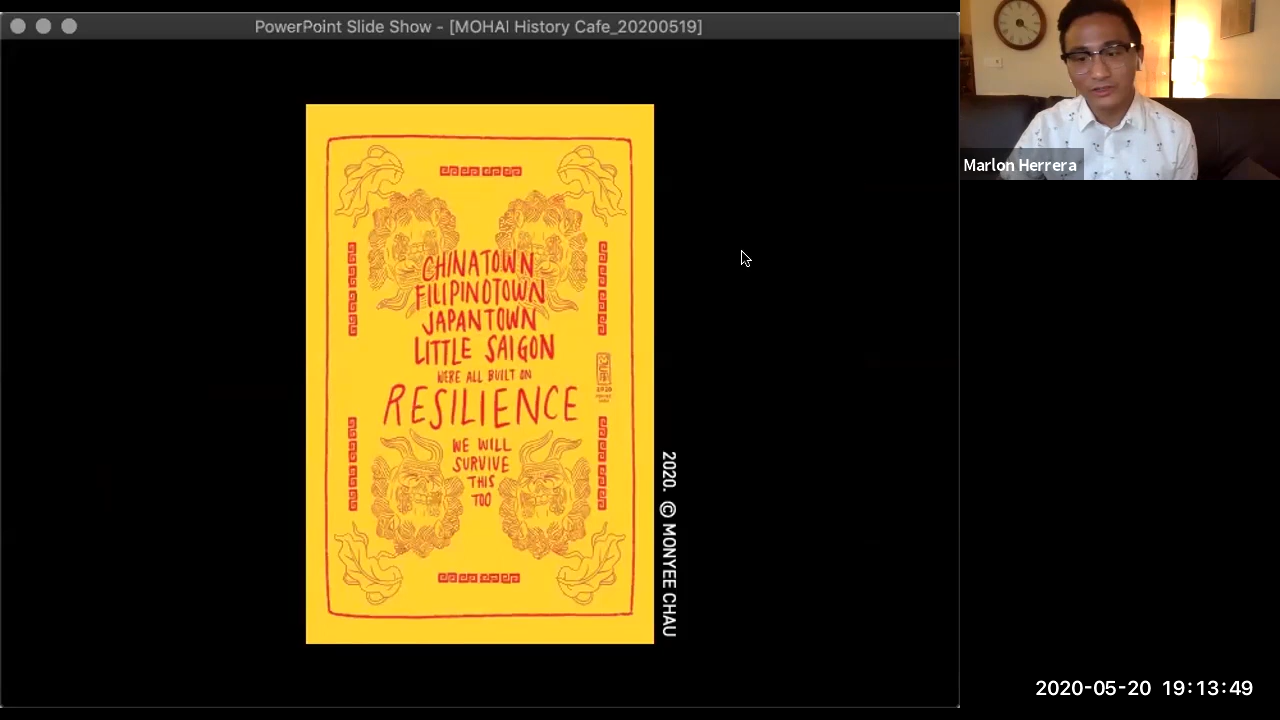 PowerPoint Slide Show - [MOHAI History Cafe_20200519]
Marlon Herrera
CHINATOWN
FILIPINOTOWN
JAPANTOWN
LITTLE SAIGON
WERE ALL BUILT ON
RESILIENCE
WE WILL
SURVIVE
THIS
TOO
2020
2020. © MONYEE CHAU
2020-05-20 19:13:49